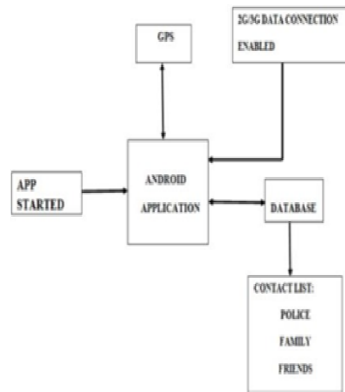 GPS
2G/3G DATA CONNECTION
ENABLED
APP
STARTED
ANDROID
APPLICATION
DATABASE
CONTACT LIST:
POLICE
FAMILY
FRIENDS